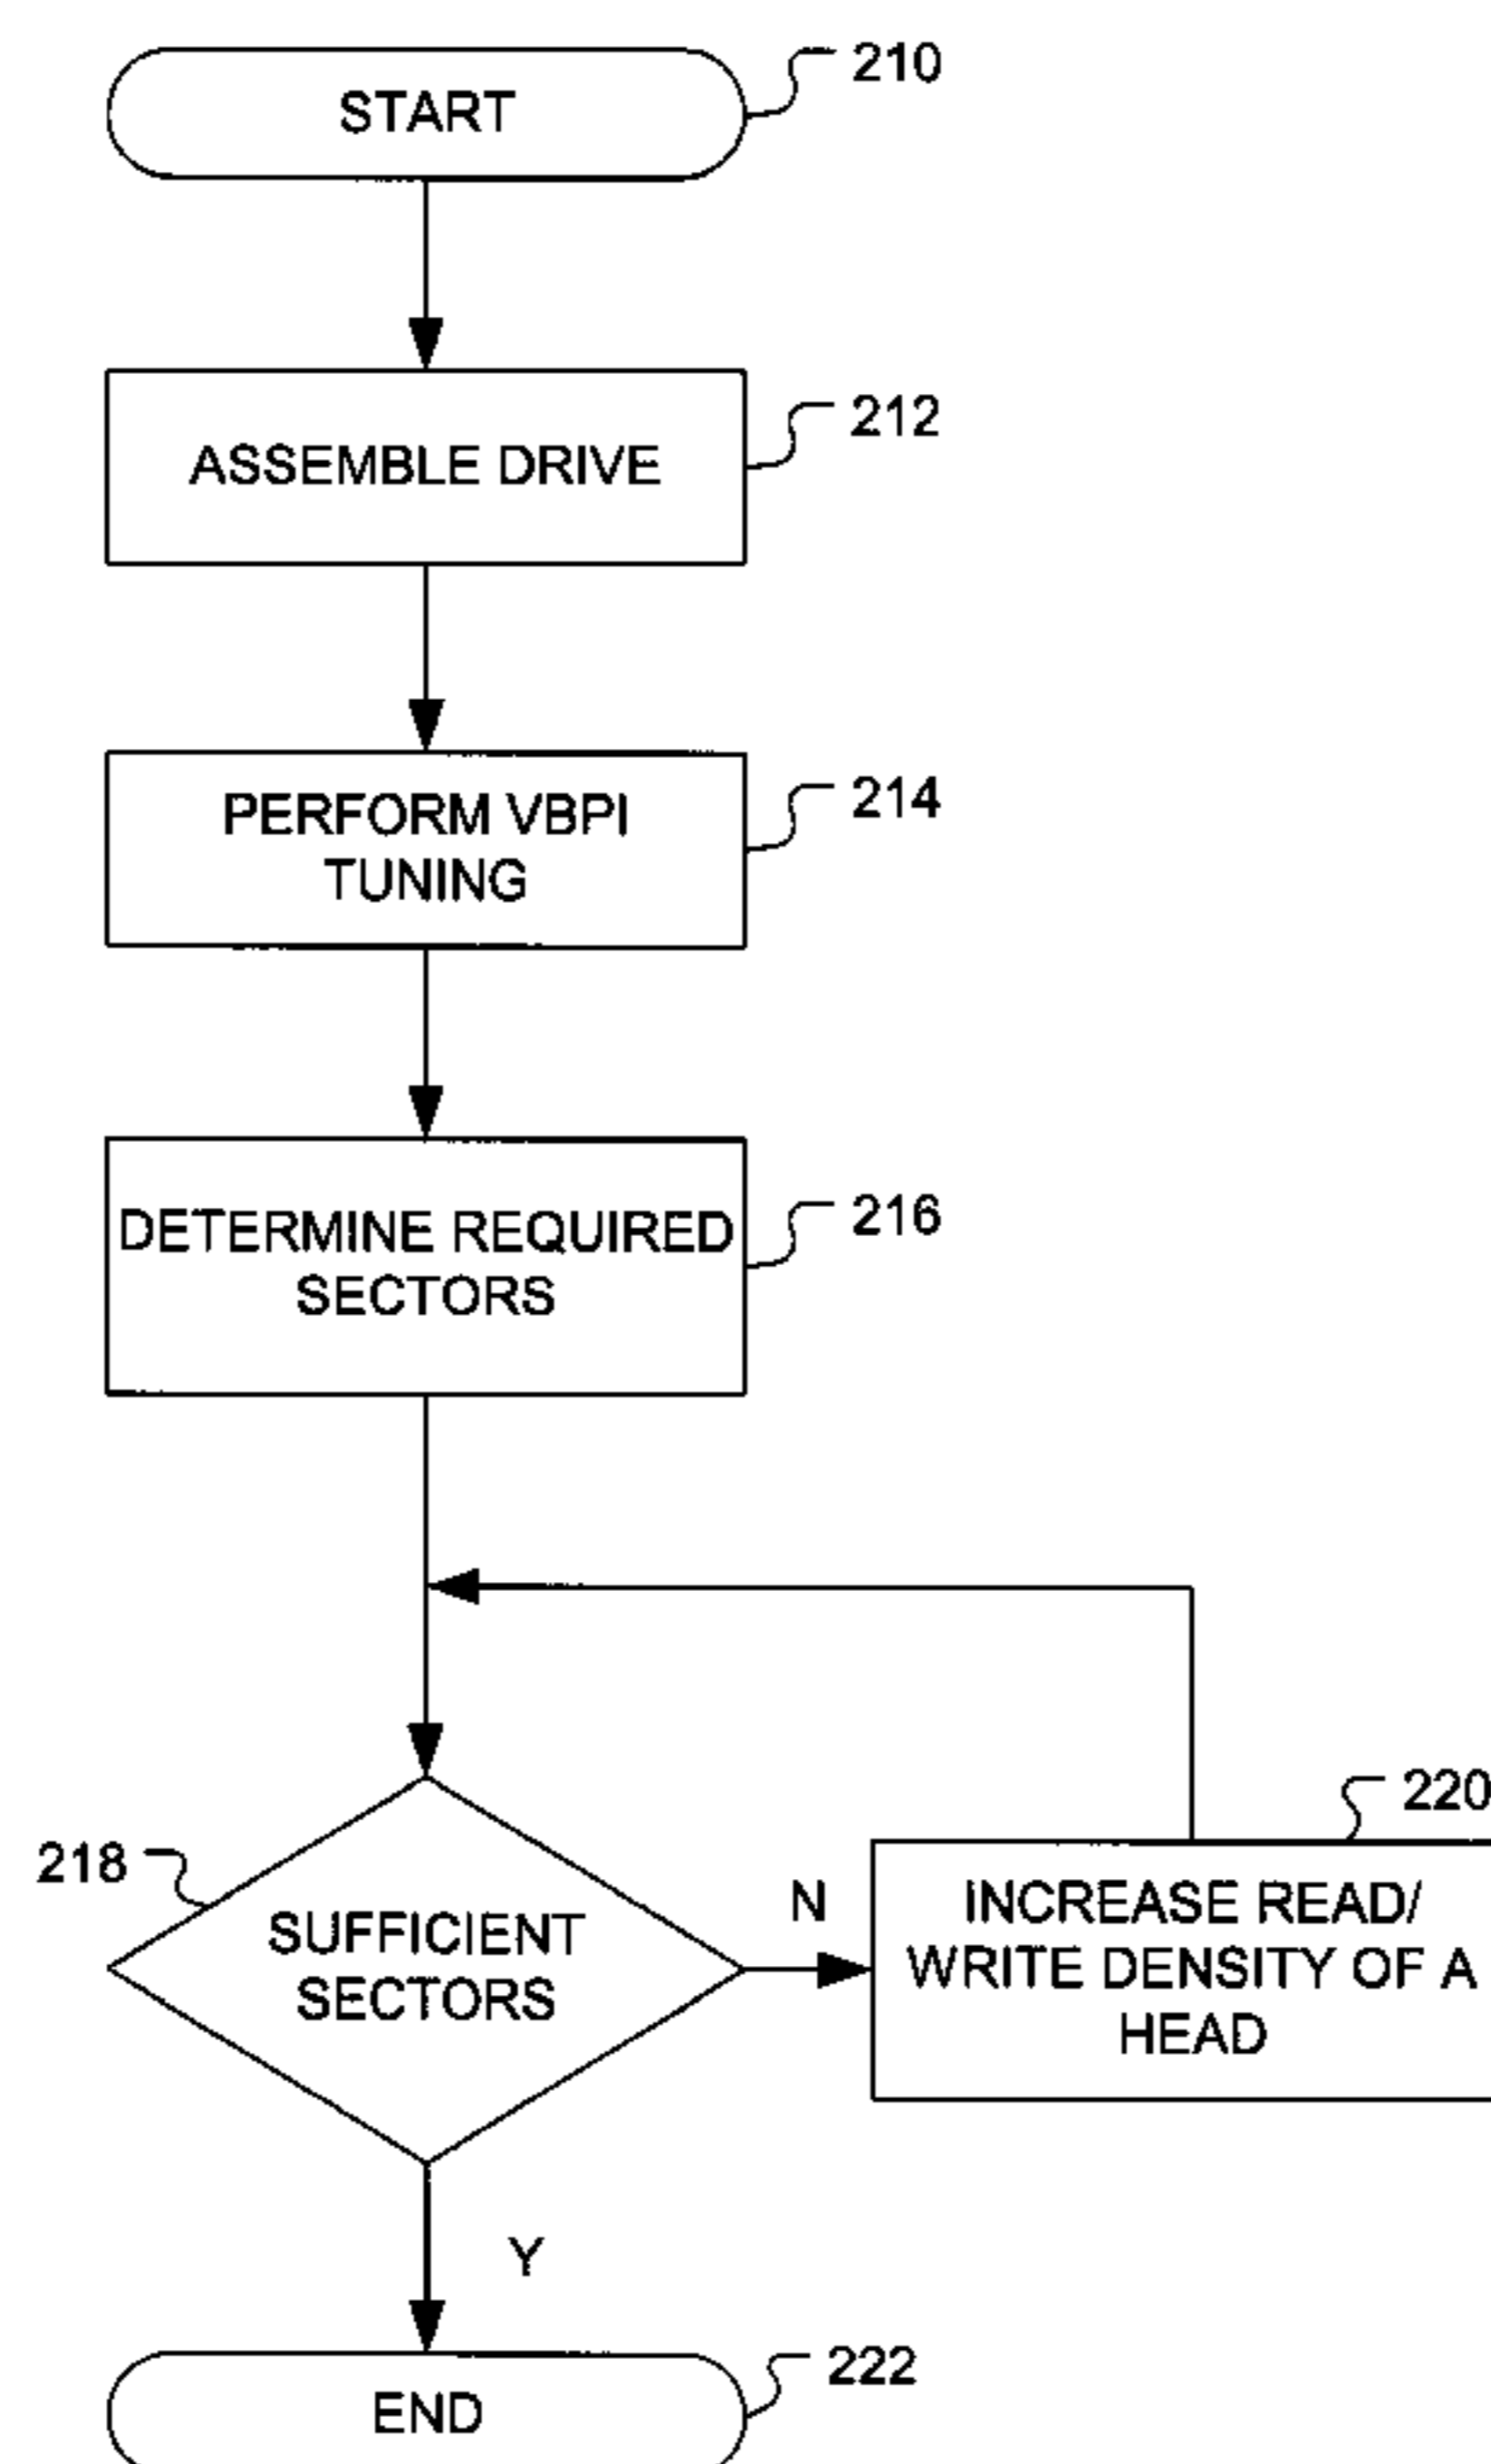 START
210
ASSEMBLE DRIVE
212
PERFORM VBPI
TUNING
214
DETERMINE REQUIRED
SECTORS
216
218
SUFFICIENT
SECTORS
N
220
INCREASE READ/
WRITE DENSITY OF A
HEAD
Y
END
222